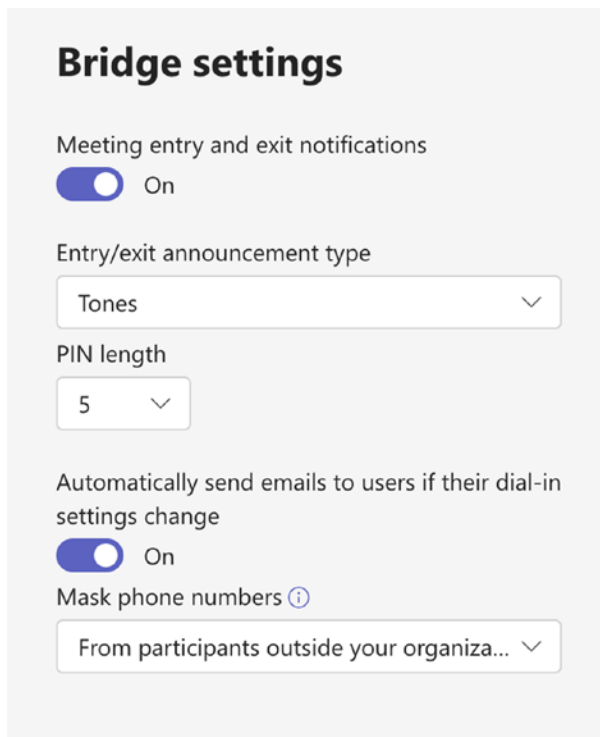 Bridge settings
Meeting entry and exit notifications
On
Entry/exit announcement type
Tones
PIN length
5
Automatically send emails to users if their dial-in
settings change
On
Mask phone numbers
From participants outside your organiza...